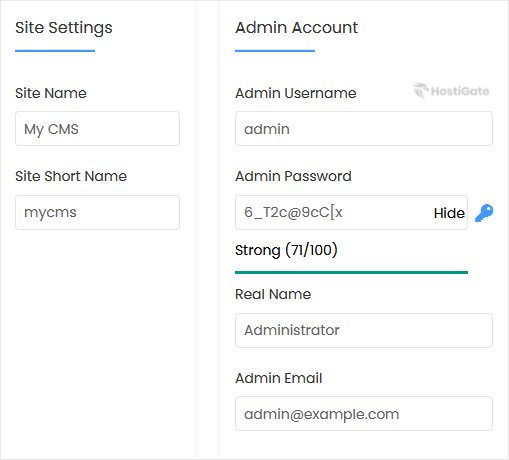 Site Settings
Site Name
My CMS
Site Short Name
mycms
Admin Account
HostiGate
Admin Username
admin
Admin Password
6_T2c@9cC[x
Hide
Strong (71/100)
Real Name
Administrator
Admin Email
admin@example.com